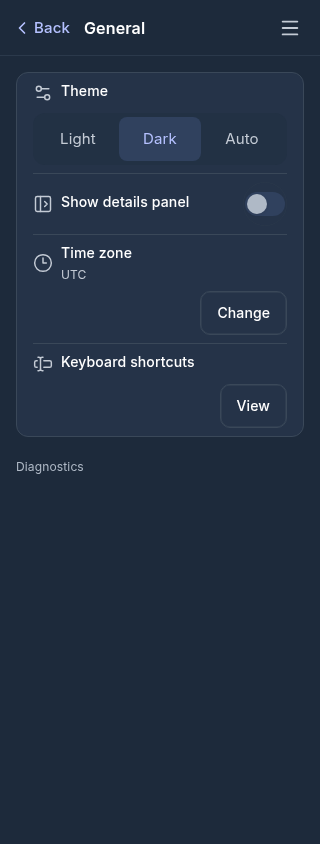 Back General
Theme
Light Dark Auto
Show details panel
Time zone
UTC
Change
Keyboard shortcuts
View
Diagnostics